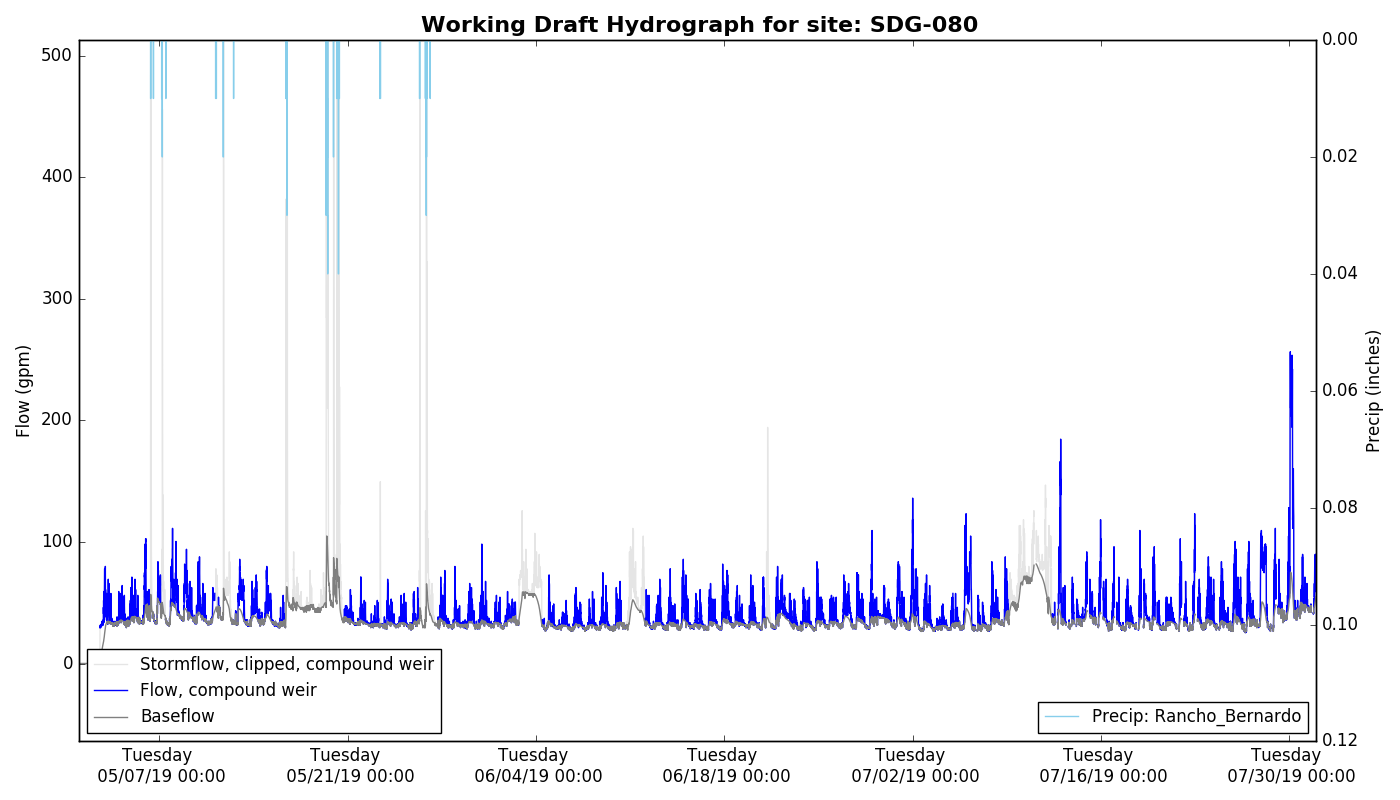 Working Draft Hydrograph for site: SDG-080
500
400
300
200
100
0
Flow (gpm)
0.00
0.02
0.04
0.06
0.08
0.10
0.12
Precip (inches)
Stormflow, clipped, compound weir
Flow, compound weir
Baseflow
Precip: Rancho_Bernardo
Tuesday
05/07/19 00:00
Tuesday
05/21/19 00:00
Tuesday
06/04/19 00:00
Tuesday
06/18/19 00:00
Tuesday
07/02/19 00:00
Tuesday
07/16/19 00:00
Tuesday
07/30/19 00:00